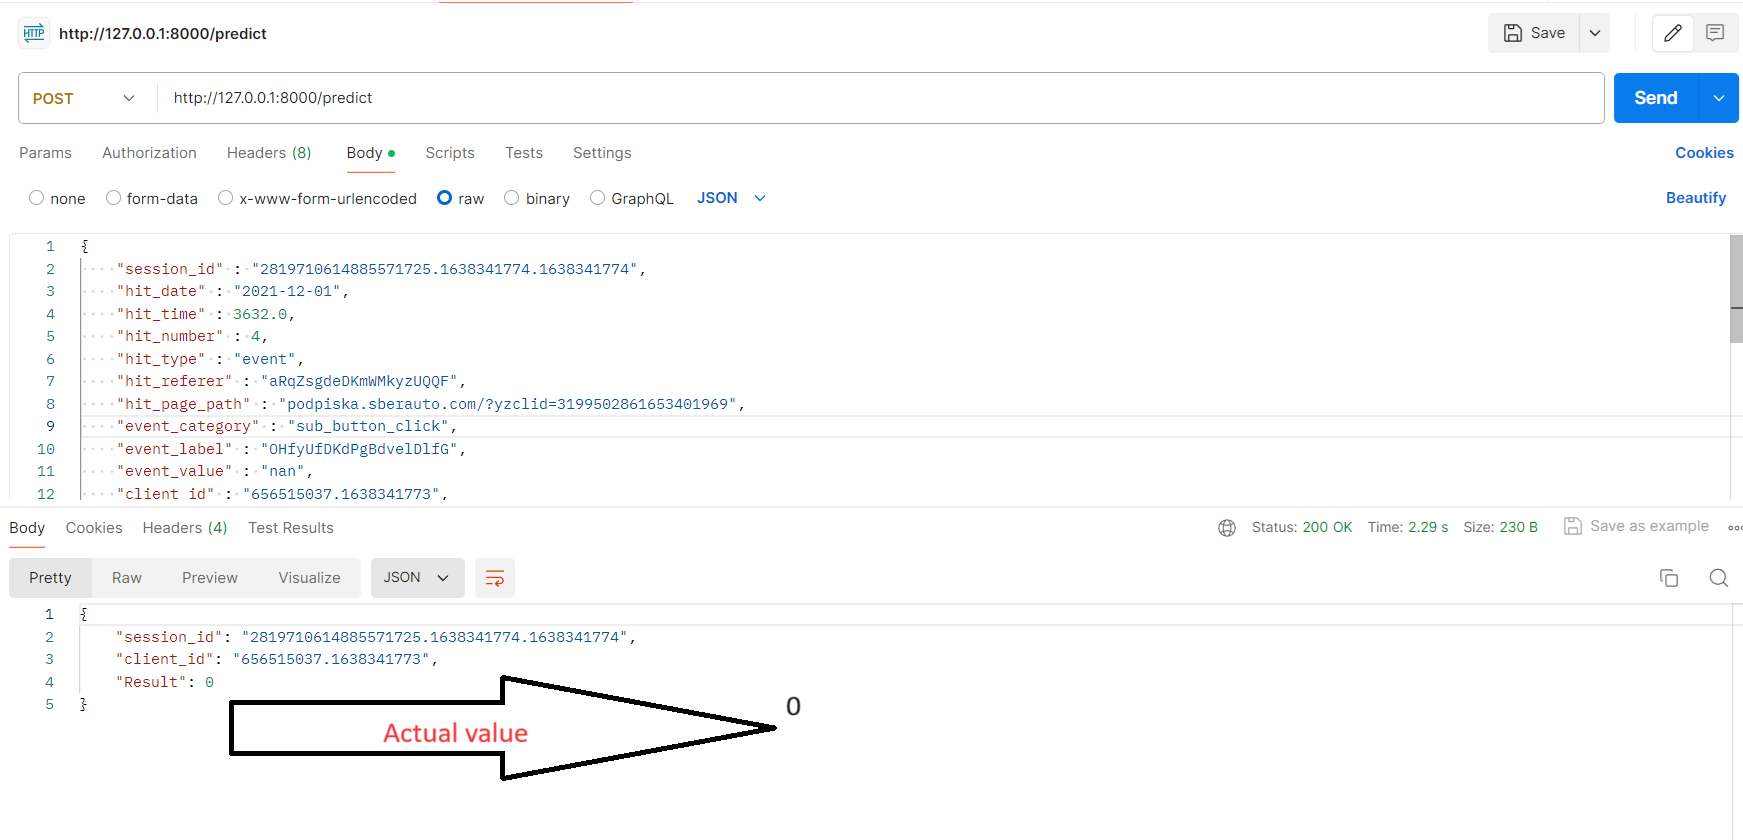 HTTP http://127.0.0.1:8000/predict Save
POST http://127.0.0.1:8000/predict Send
Params Authorization Headers (8) Body Scripts Tests Settings Cookies
none form-data x-www-form-urlencoded raw binary GraphQL JSON Beautify
1 {
2 "session_id" : "2819710614885571725.1638341774.1638341774",
3 "hit_date" : "2021-12-01",
4 "hit_time" : 3632.0,
5 "hit_number" : 4,
6 "hit_type" : "event",
7 "hit_referer" : "aRqZsgdeDKmWMkyzUQQF",
8 "hit_page_path" : "podpiska.sberauto.com/?yzclid=3199502861653401969",
9 "event_category" : "sub_button_click",
10 "event_label" : "OHfyUfDKdPgBdvelDlfG",
11 "event_value" : "nan",
12 "client_id" : "656515037.1638341773",
Body Cookies Headers (4) Test Results Status: 200 OK Time: 2.29 s Size: 230 B Save as example
Pretty Raw Preview Visualize JSON
1 {
2 "session_id": "2819710614885571725.1638341774.1638341774",
3 "client_id": "656515037.1638341773",
4 "Result": 0
5 }
Actual value 0